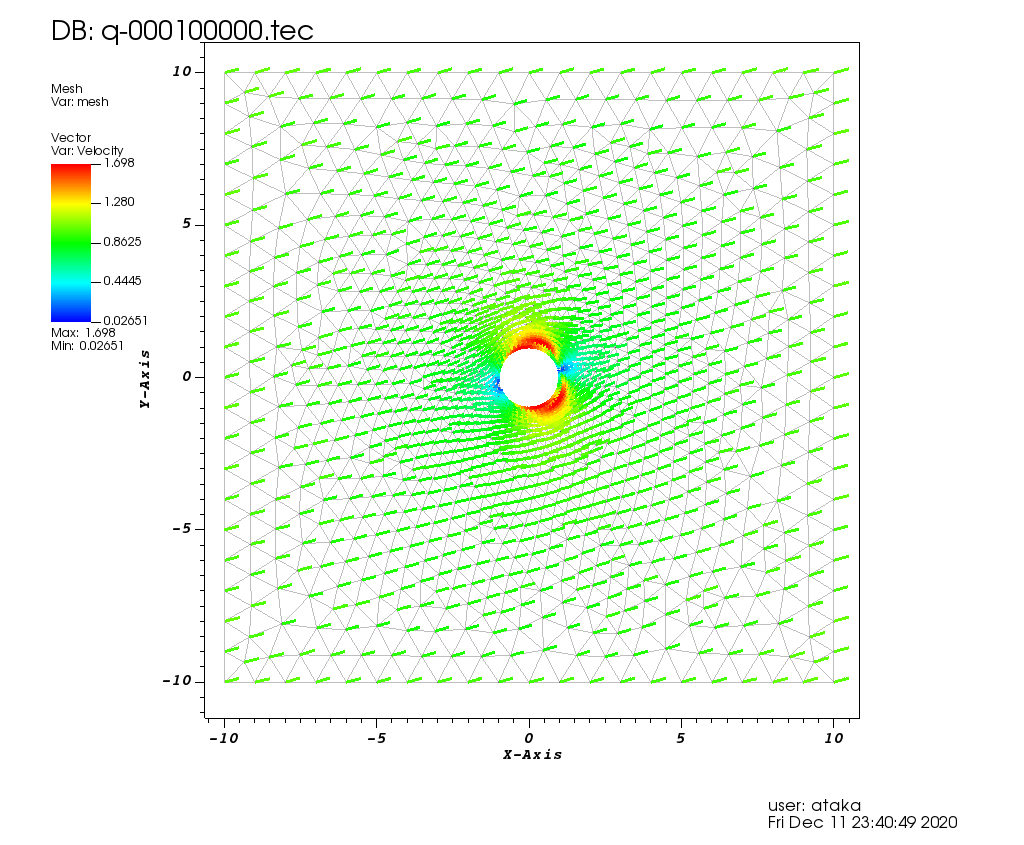 DB: q-000100000.tec
Mesh
Var: mesh
Vector
Var: Velocity
1.698
1.280
0.8625
0.4445
0.02651
Max: 1.698
Min: 0.02651
Y-Axis
10
5
0
-5
-10
-10 -5 0 5 10
X-Axis
user: ataka
Fri Dec 11 23:40:49 2020